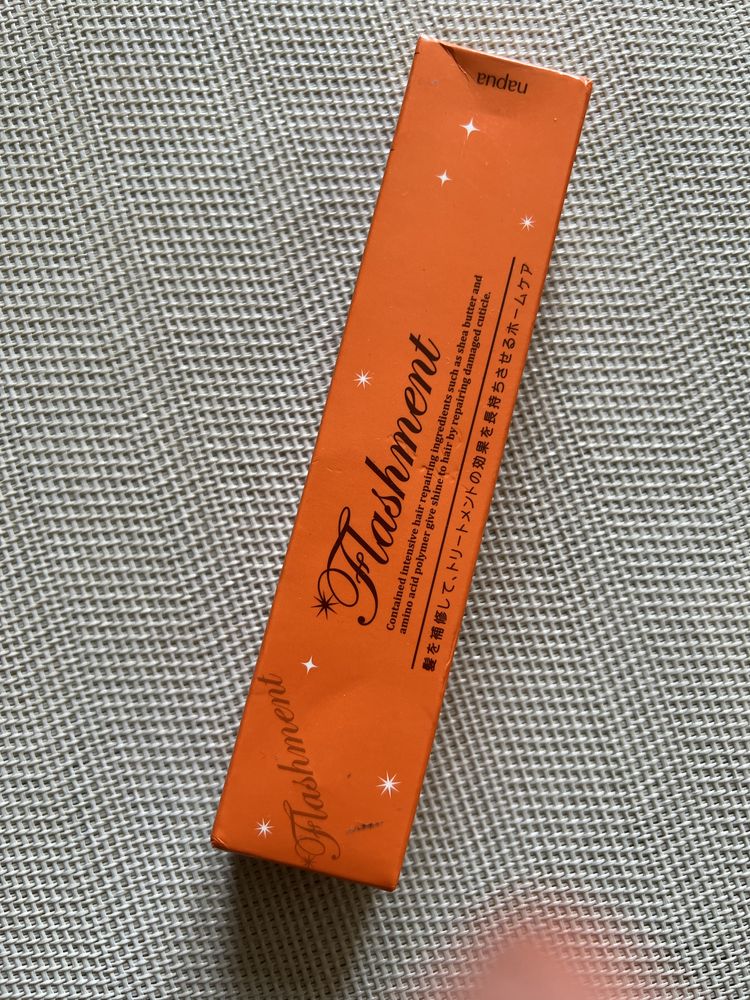 napua
Flashment
Contained intensive hair repairing ingredients such as shea butter and
amino acid polymer give shine to hair by repairing damaged cuticle.
髪を補修して、トリートメントの効果を長持ちさせるホームケア
Flashment